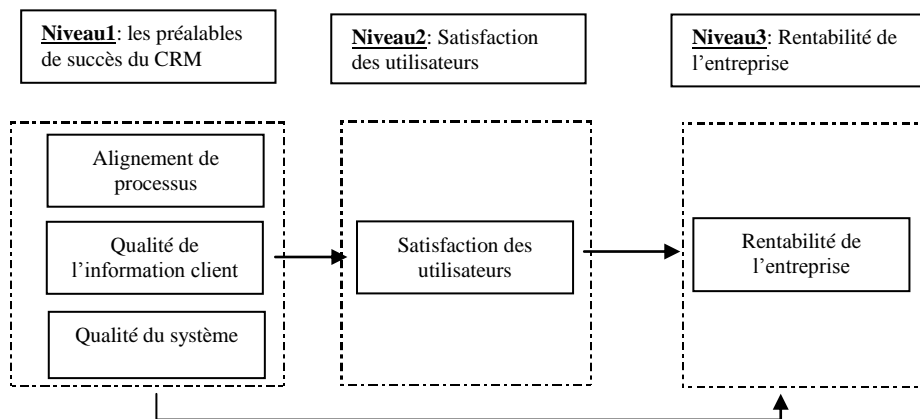 Niveau1: les préalables
de succès du CRM
Niveau2: Satisfaction
des utilisateurs
Niveau3: Rentabilité de
l’entreprise
Alignement de
processus
Qualité de
l’information client
Qualité du système
Satisfaction des
utilisateurs
Rentabilité de
l’entreprise